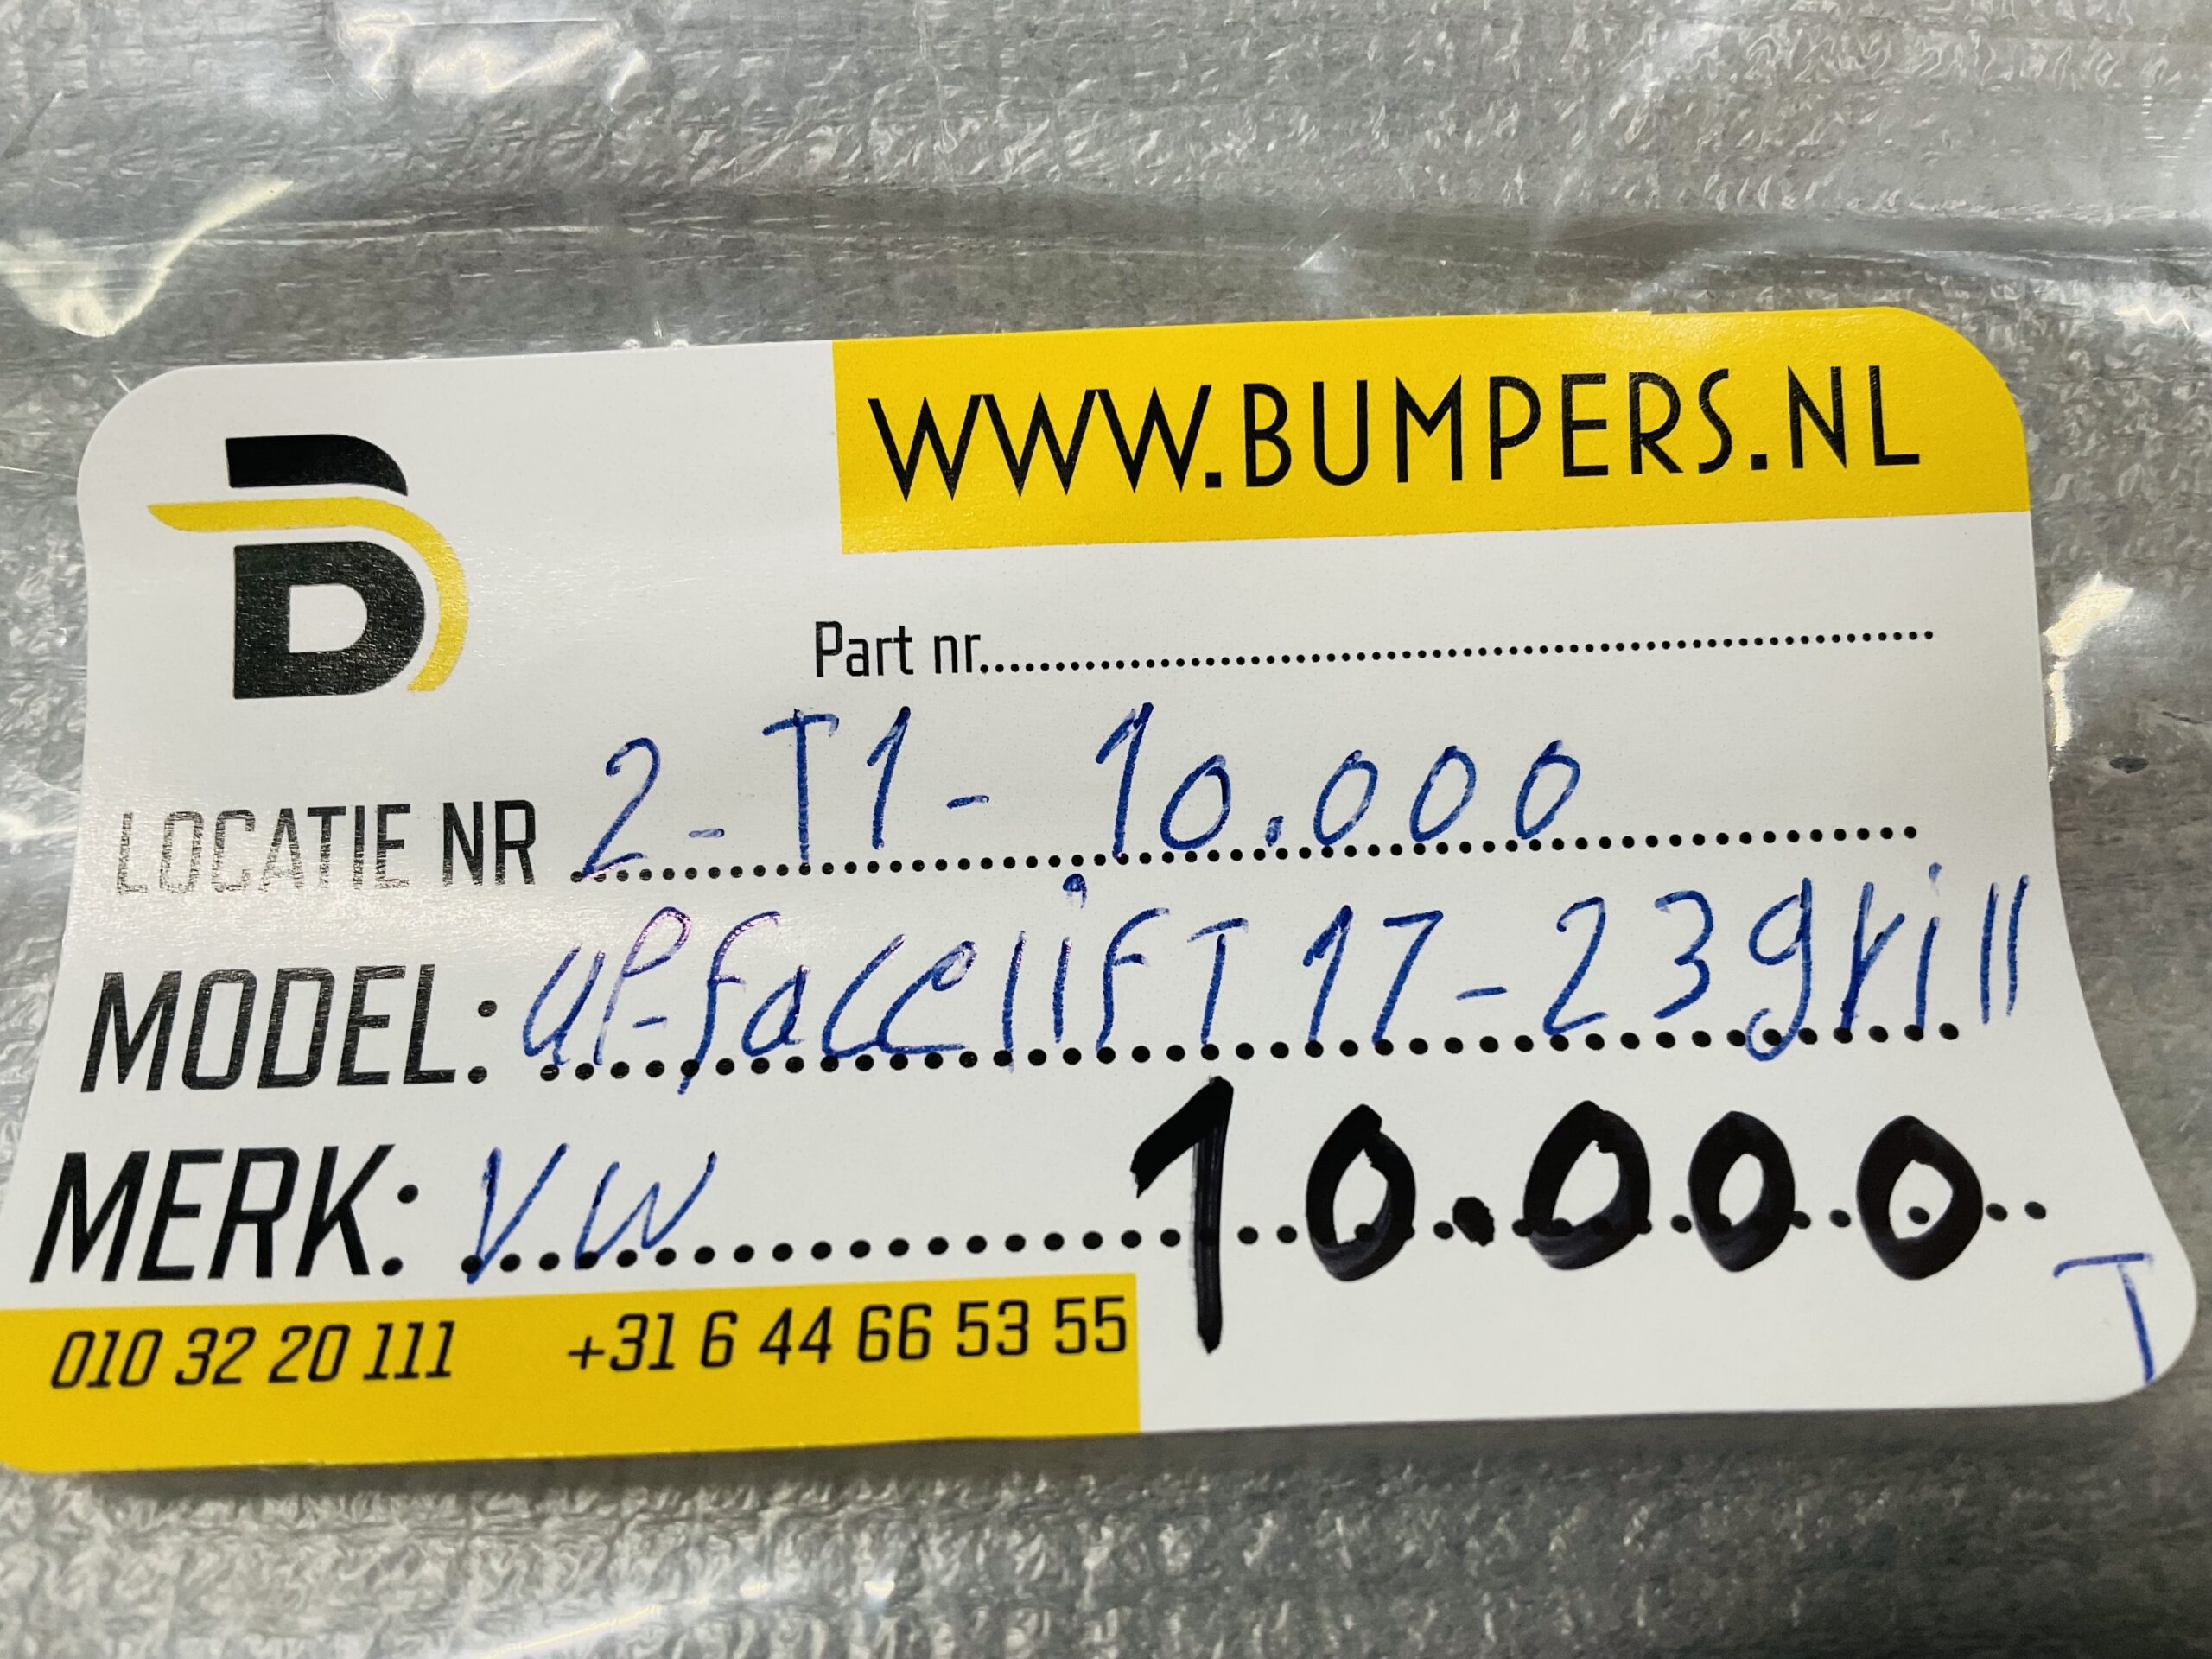 WWW.BUMPERS.NL
B
Part nr.
LOCATIE NR 2-T1-10.000
MODEL: UP-facelift 17-23 grill
MERK: VW 10.000
T
010 32 20 111 +31 6 44 66 53 55